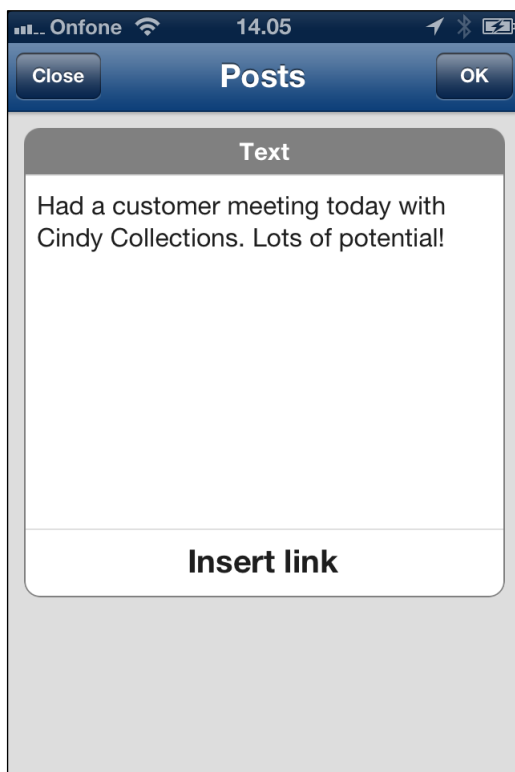 Onfone 14.05
Close Posts OK
Text
Had a customer meeting today with
Cindy Collections. Lots of potential!
Insert link